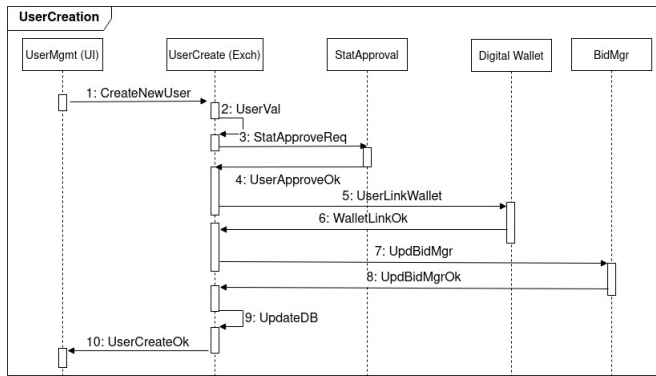 UserCreation
UserMgmt (UI)
UserCreate (Exch)
StatApproval
Digital Wallet
BidMgr
1: CreateNewUser
2: UserVal
3: StatApproveReq
4: UserApproveOk
5: UserLinkWallet
6: WalletLinkOk
7: UpdBidMgr
8: UpdBidMgrOk
9: UpdateDB
10: UserCreateOk